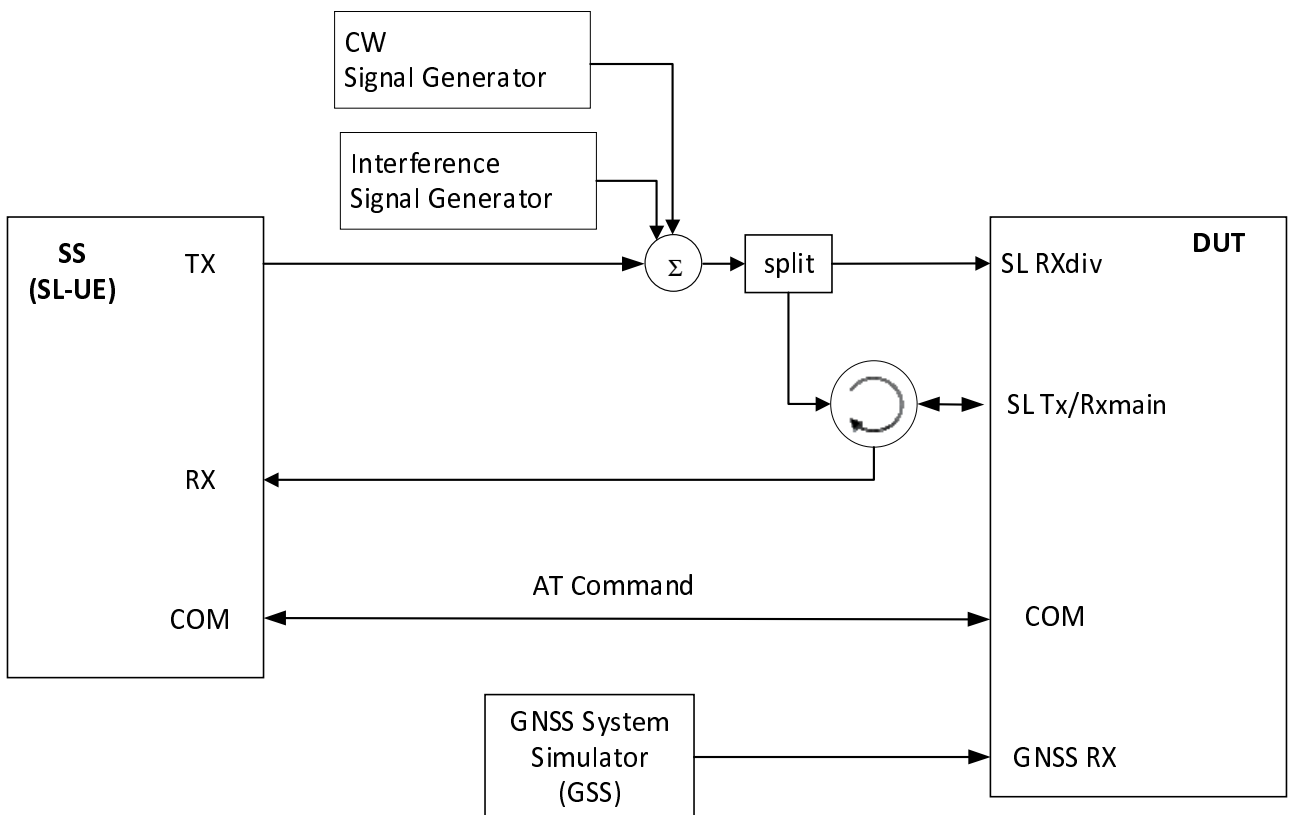 CW
Signal Generator
Interference
Signal Generator
SS
(SL-UE)
TX
Σ
split
SL RXdiv
DUT
SL Tx/Rxmain
RX
AT Command
COM
COM
GNSS System
Simulator
(GSS)
GNSS RX